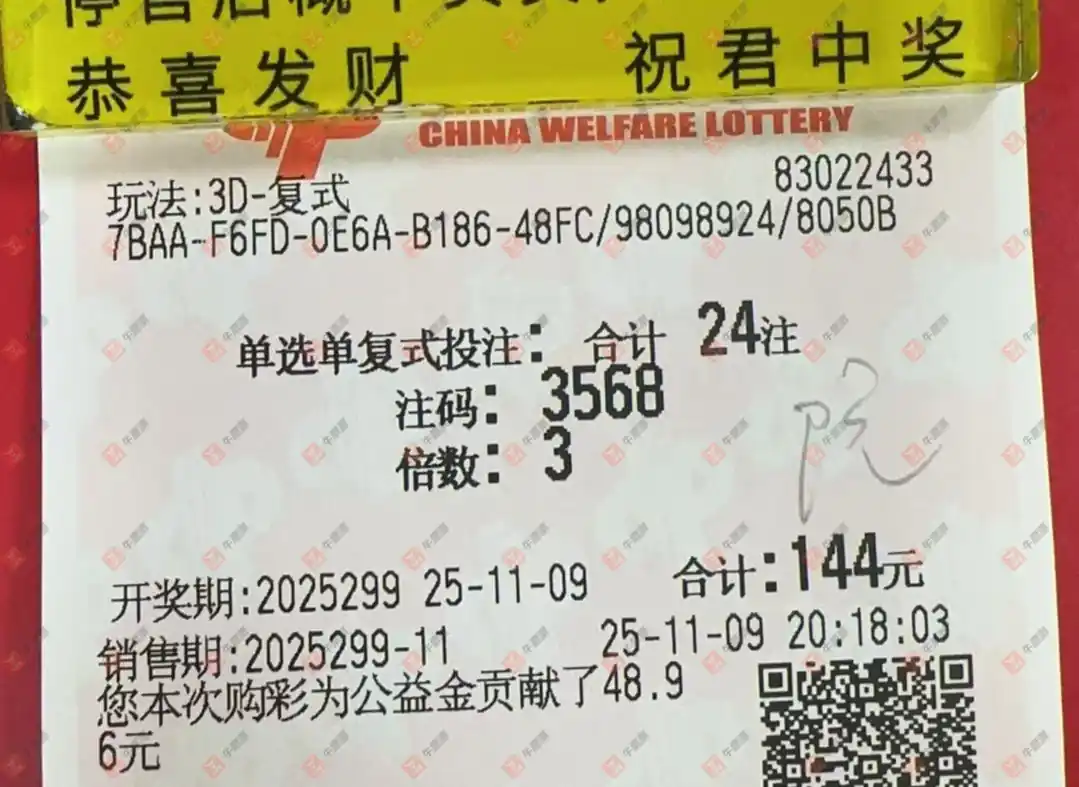 恭喜发财 祝君中奖
CHINA WELFARE LOTTERY
83022433
玩法:3D-复式
7BAA-F6FD-0E6A-B186-48FC/98098924/8050B
单选单复式投注: 合计 24注
注码: 3568
倍数: 3
开奖期:2025299 25-11-09 合计:144元
销售期:2025299-11 25-11-09 20:18:03
您本次购彩为公益金贡献了48.9
6元